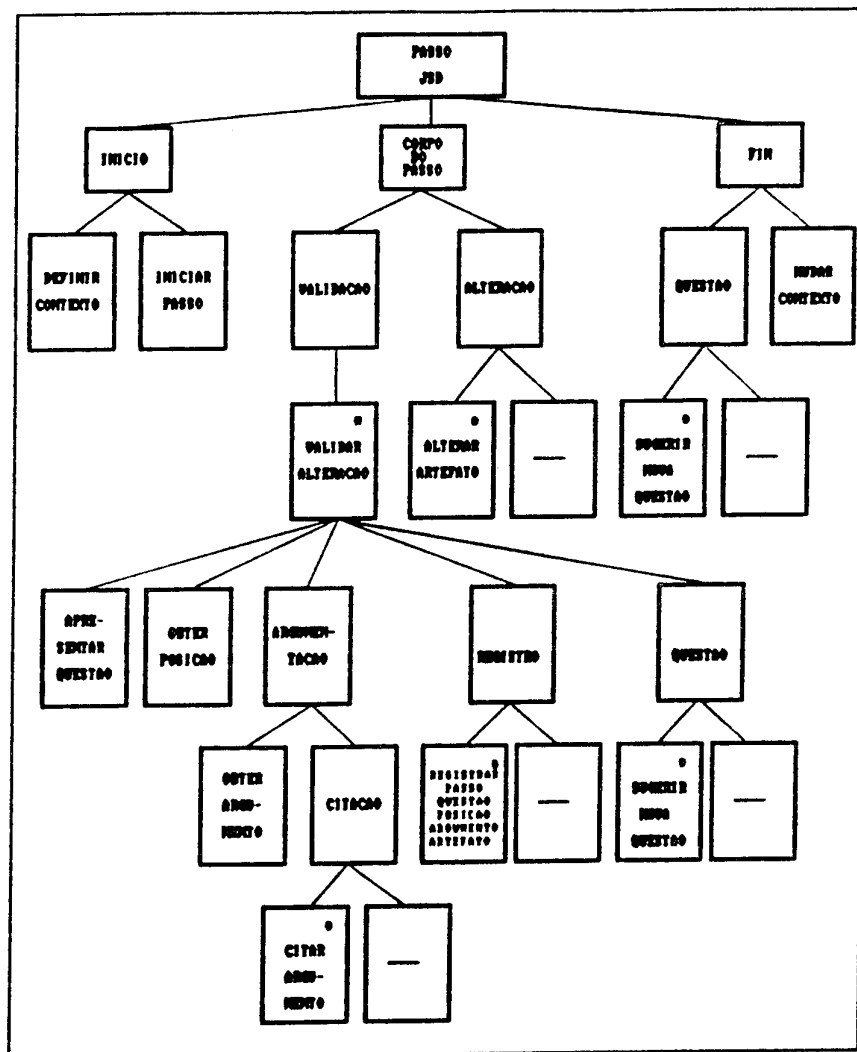 PASSO
JSD
INICIO
CORPO
DO
PASSO
FIM
DEFINIR
CONTEXTO
INICIAR
PASSO
VALIDACAO
ALTERACAO
QUESTAO
MUDAR
CONTEXTO
*
VALIDAR
ALTERACAO
o
ALTERAR
ARTEFATO
o
SUGERIR
NOVA
QUESTAO
APRE-
SENTAR
QUESTAO
OBTER
POSICAO
ARGUMEN-
TACAO
REGISTRO
QUESTAO
OBTER
ARGU-
MENTO
CITACAO
o
REGISTRAR
PASSO
QUESTAO
POSICAO
ARGUMENTO
ARTEFATO
o
SUGERIR
NOVA
QUESTAO
o
CITAR
ARGU-
MENTO